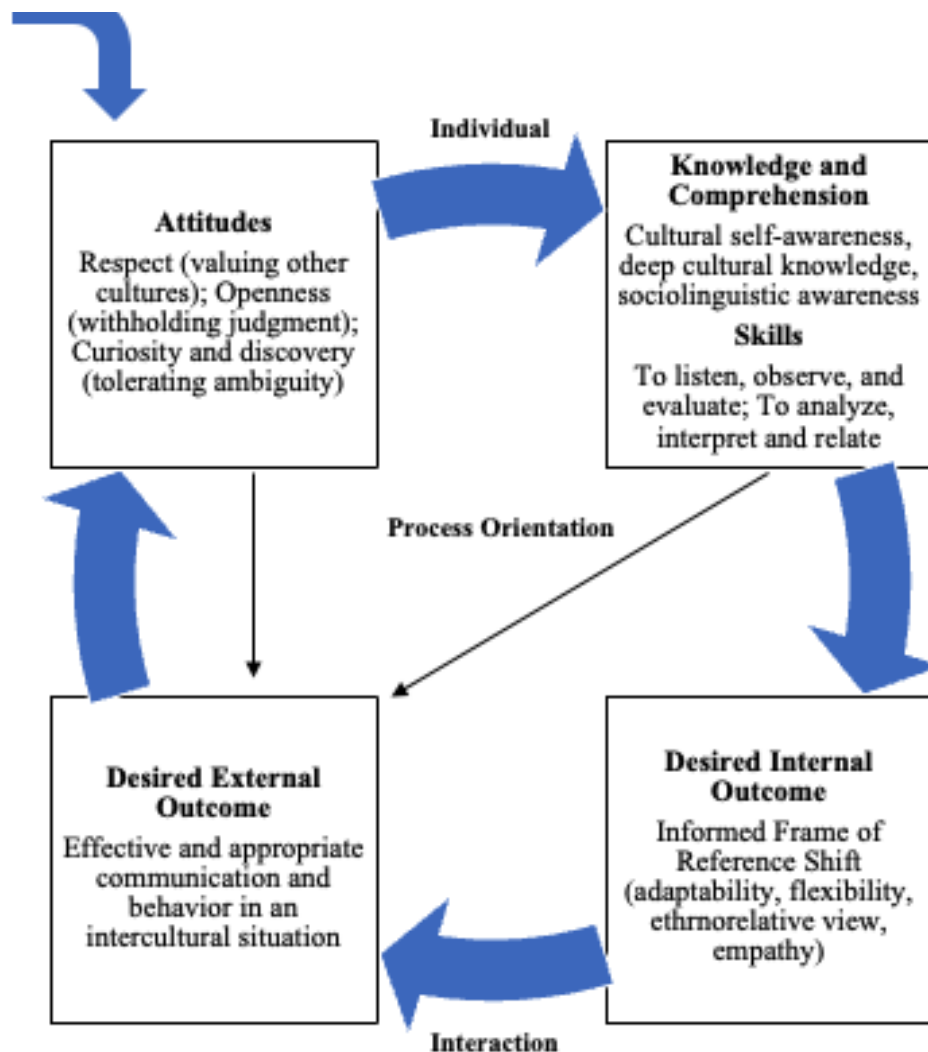 Individual
Attitudes
Respect (valuing other
cultures); Openness
(withholding judgment);
Curiosity and discovery
(tolerating ambiguity)
Knowledge and
Comprehension
Cultural self-awareness,
deep cultural knowledge,
sociolinguistic awareness
Skills
To listen, observe, and
evaluate; To analyze,
interpret and relate
Process Orientation
Desired External
Outcome
Effective and appropriate
communication and
behavior in an
intercultural situation
Desired Internal
Outcome
Informed Frame of
Reference Shift
(adaptability, flexibility,
ethrnorelative view,
empathy)
Interaction